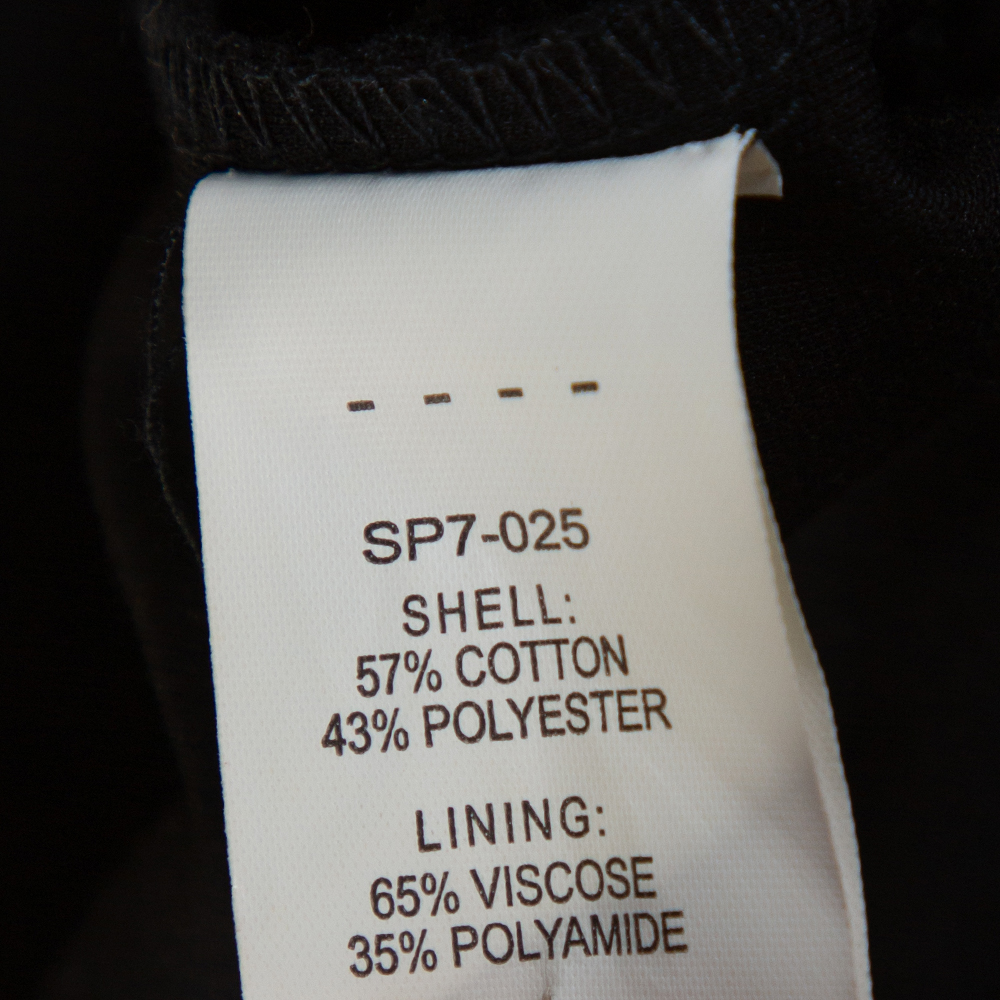 - - - -
SP7-025
SHELL:
57% COTTON
43% POLYESTER
LINING:
65% VISCOSE
35% POLYAMIDE